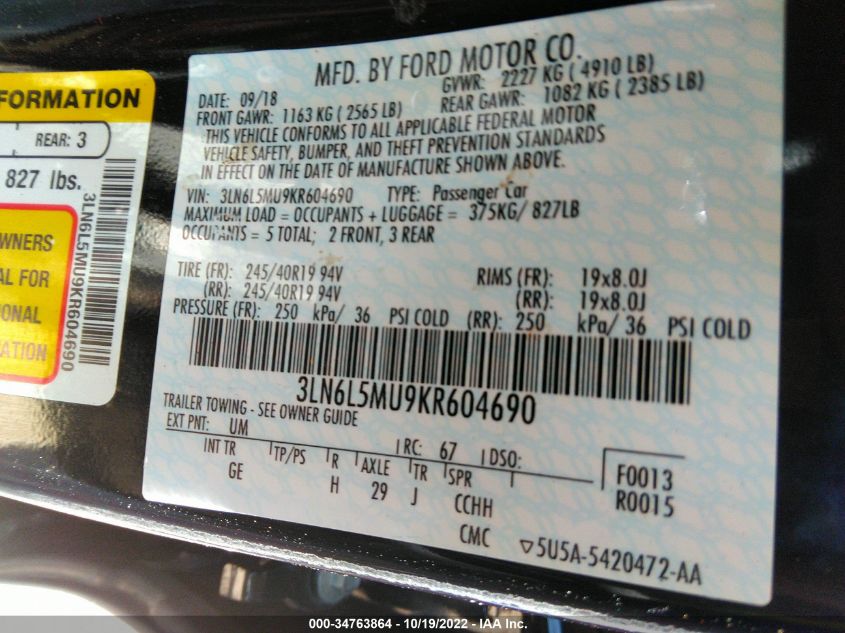 FORMATION
REAR: 3
827 lbs.
3LN6L5MU9KR604690
WNERS
AL FOR
ONAL
ATION
MFD. BY FORD MOTOR CO.
DATE: 09/18 GVWR: 2227 KG ( 4910 LB)
FRONT GAWR: 1163 KG ( 2565 LB) REAR GAWR: 1082 KG ( 2385 LB)
THIS VEHICLE CONFORMS TO ALL APPLICABLE FEDERAL MOTOR
VEHICLE SAFETY, BUMPER, AND THEFT PREVENTION STANDARDS
IN EFFECT ON THE DATE OF MANUFACTURE SHOWN ABOVE.
VIN: 3LN6L5MU9KR604690 TYPE: Passenger Car
MAXIMUM LOAD = OCCUPANTS + LUGGAGE = 375KG/ 827LB
OCCUPANTS = 5 TOTAL; 2 FRONT, 3 REAR
TIRE (FR): 245/40R19 94V RIMS (FR): 19x8.0J
(RR): 245/40R19 94V (RR): 19x8.0J
PRESSURE (FR): 250 kPa/ 36 PSI COLD (RR): 250 kPa/ 36 PSI COLD
3LN6L5MU9KR604690
TRAILER TOWING - SEE OWNER GUIDE
EXT PNT: UM RC: 67 DSO:
INT TR TP/PS R AXLE TR SPR F0013
GE H 29 J CCHH R0015
CMC
▽5U5A-5420472-AA
000-34763864 - 10/19/2022 - IAA Inc.